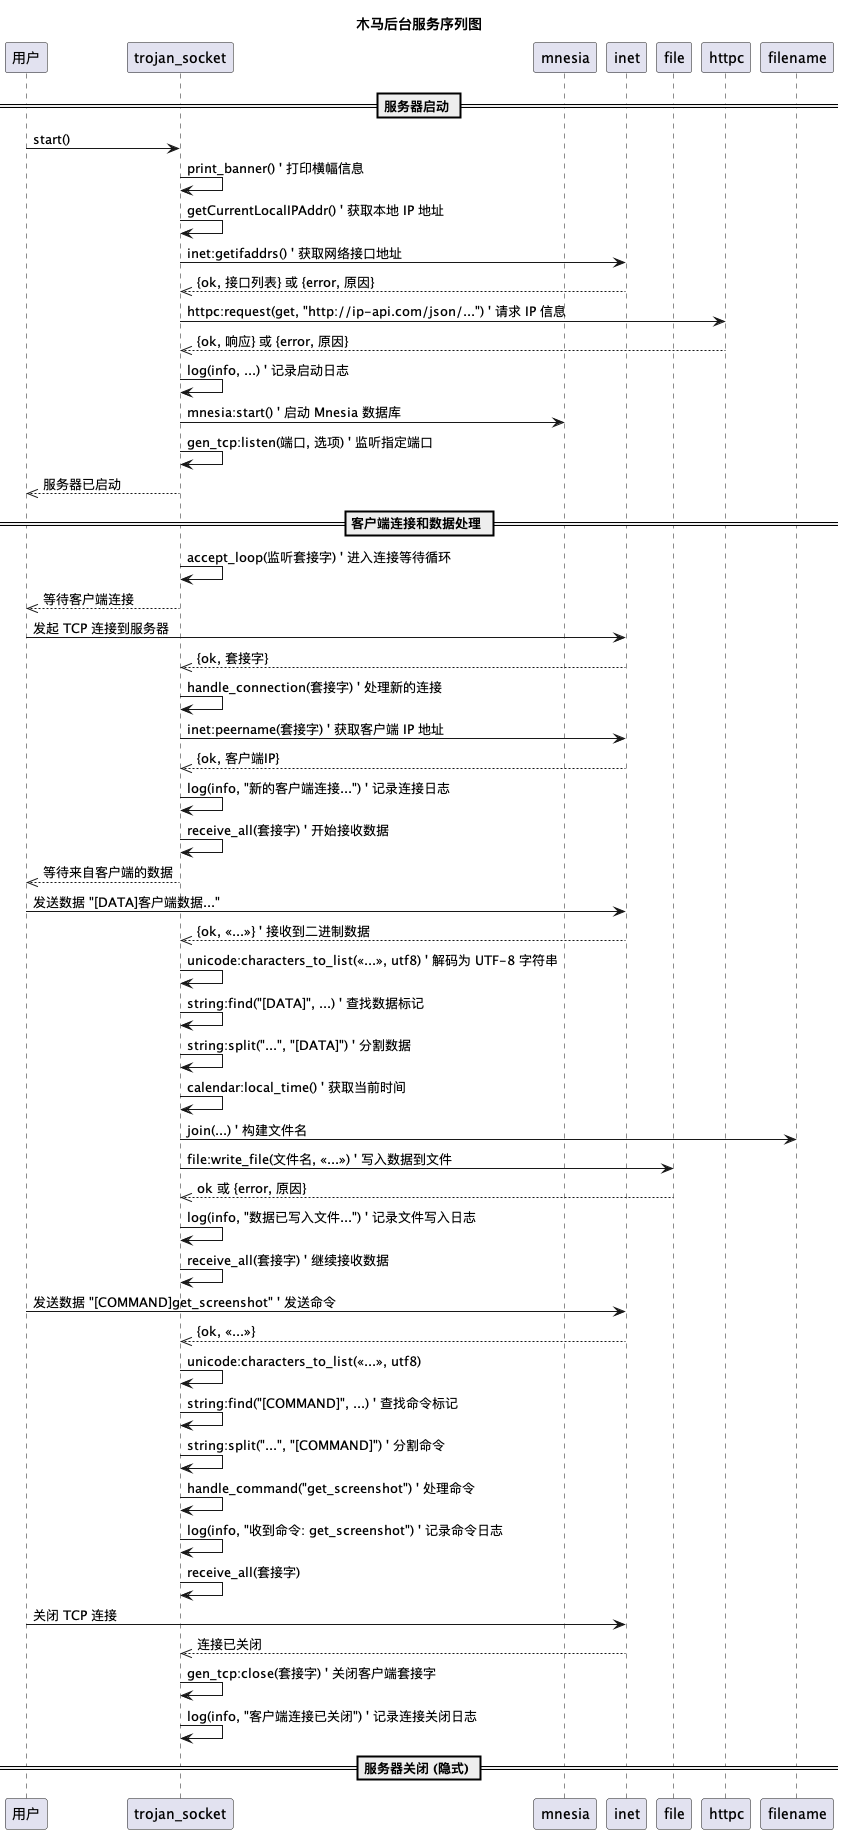 木马后台服务序列图
用户 trojan_socket mnesia inet file httpc filename
服务器启动
start()
print_banner() ' 打印横幅信息
getCurrentLocalIPAddr() ' 获取本地 IP 地址
inet:getifaddrs() ' 获取网络接口地址
{ok, 接口列表} 或 {error, 原因}
httpc:request(get, "http://ip-api.com/json/...") ' 请求 IP 信息
{ok, 响应} 或 {error, 原因}
log(info, ...) ' 记录启动日志
mnesia:start() ' 启动 Mnesia 数据库
gen_tcp:listen(端口, 选项) ' 监听指定端口
服务器已启动
客户端连接和数据处理
accept_loop(监听套接字) ' 进入连接等待循环
等待客户端连接
发起 TCP 连接到服务器
{ok, 套接字}
handle_connection(套接字) ' 处理新的连接
inet:peername(套接字) ' 获取客户端 IP 地址
{ok, 客户端IP}
log(info, "新的客户端连接...") ' 记录连接日志
receive_all(套接字) ' 开始接收数据
等待来自客户端的数据
发送数据 "[DATA]客户端数据..."
{ok, «...»} ' 接收到二进制数据
unicode:characters_to_list(«...», utf8) ' 解码为 UTF-8 字符串
string:find("[DATA]", ...) ' 查找数据标记
string:split("...", "[DATA]") ' 分割数据
calendar:local_time() ' 获取当前时间
join(...) ' 构建文件名
file:write_file(文件名, «...») ' 写入数据到文件
ok 或 {error, 原因}
log(info, "数据已写入文件...") ' 记录文件写入日志
receive_all(套接字) ' 继续接收数据
发送数据 "[COMMAND]get_screenshot" ' 发送命令
{ok, «...»}
unicode:characters_to_list(«...», utf8)
string:find("[COMMAND]", ...) ' 查找命令标记
string:split("...", "[COMMAND]") ' 分割命令
handle_command("get_screenshot") ' 处理命令
log(info, "收到命令: get_screenshot") ' 记录命令日志
receive_all(套接字)
关闭 TCP 连接
连接已关闭
gen_tcp:close(套接字) ' 关闭客户端套接字
log(info, "客户端连接已关闭") ' 记录连接关闭日志
服务器关闭 (隐式)
用户 trojan_socket mnesia inet file httpc filename